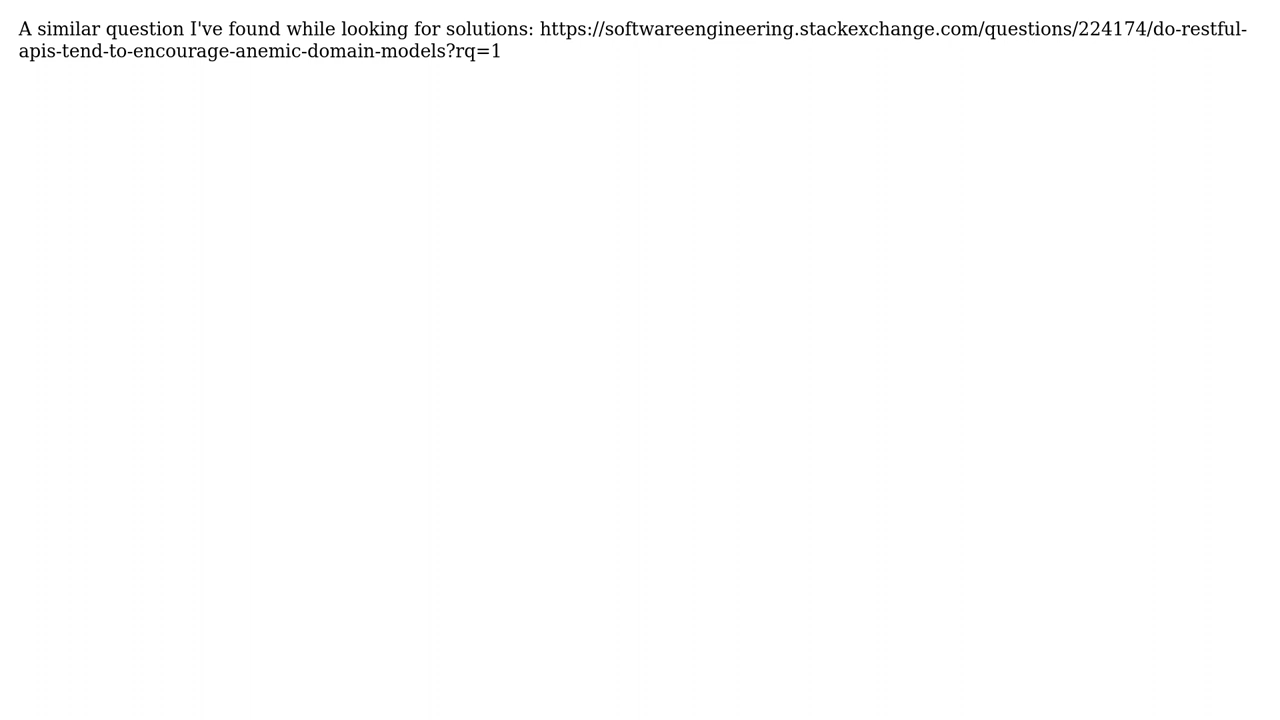 A similar question I've found while looking for solutions: https://softwareengineering.stackexchange.com/questions/224174/do-restful-
apis-tend-to-encourage-anemic-domain-models?rq=1